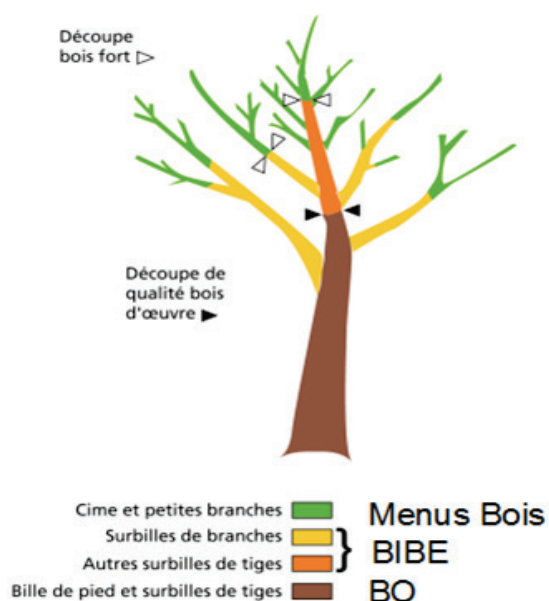 Découpe
bois fort ▷
Découpe de
qualité bois
d'œuvre ►
Cime et petites branches
Menus Bois
Surbilles de branches
BIBE
Autres surbilles de tiges
Bille de pied et surbilles de tiges
BO